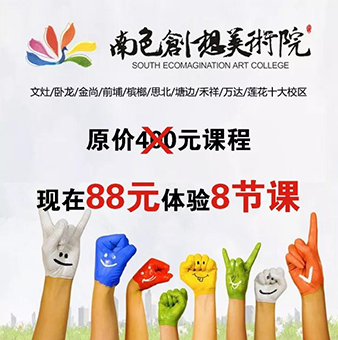 南色創想美術院
SOUTH ECOMAGINATION ART COLLEGE
文灶/卧龙/金尚/前埔/槟榔/思北/塘边/禾祥/万达/莲花十大校区
原价480元课程
现在88元体验8节课